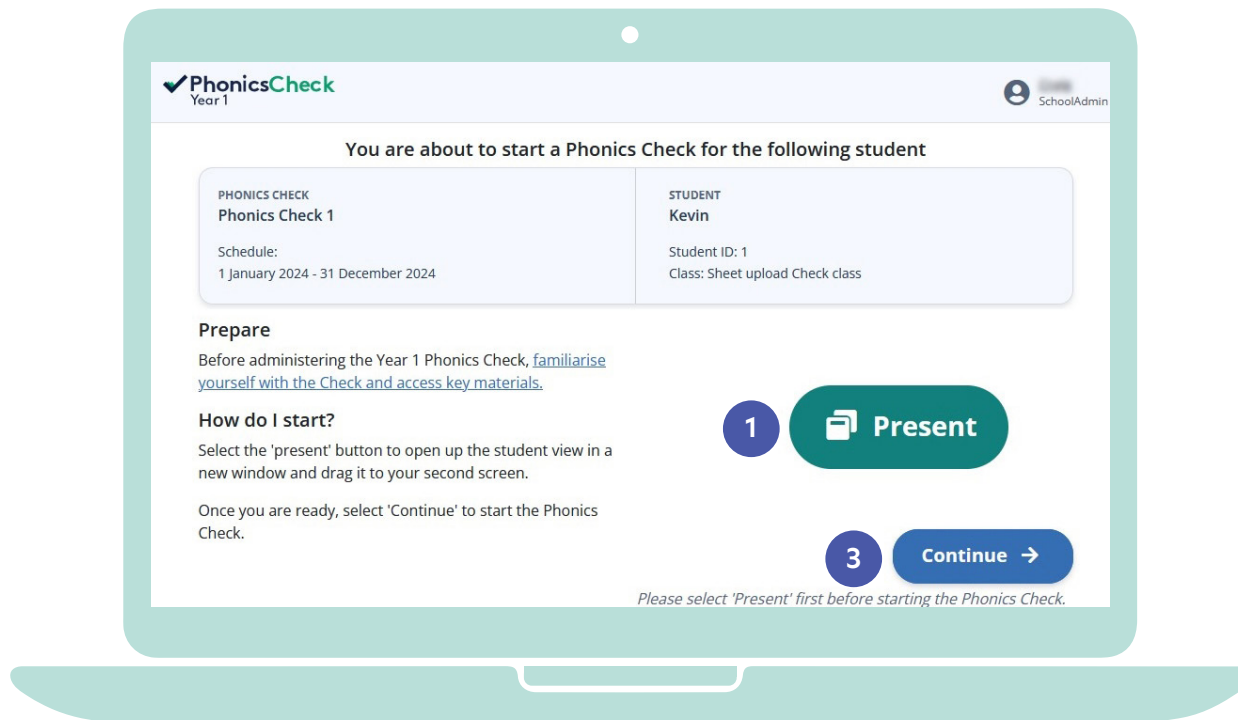 PhonicsCheck
Year 1
SchoolAdmin
You are about to start a Phonics Check for the following student
PHONICS CHECK
Phonics Check 1
Schedule:
1 January 2024 - 31 December 2024
STUDENT
Kevin
Student ID: 1
Class: Sheet upload Check class
Prepare
Before administering the Year 1 Phonics Check, familiarise
yourself with the Check and access key materials.
How do I start?
Select the 'present' button to open up the student view in a
new window and drag it to your second screen.
Once you are ready, select 'Continue' to start the Phonics
Check.
1
Present
3
Continue
Please select 'Present' first before starting the Phonics Check.